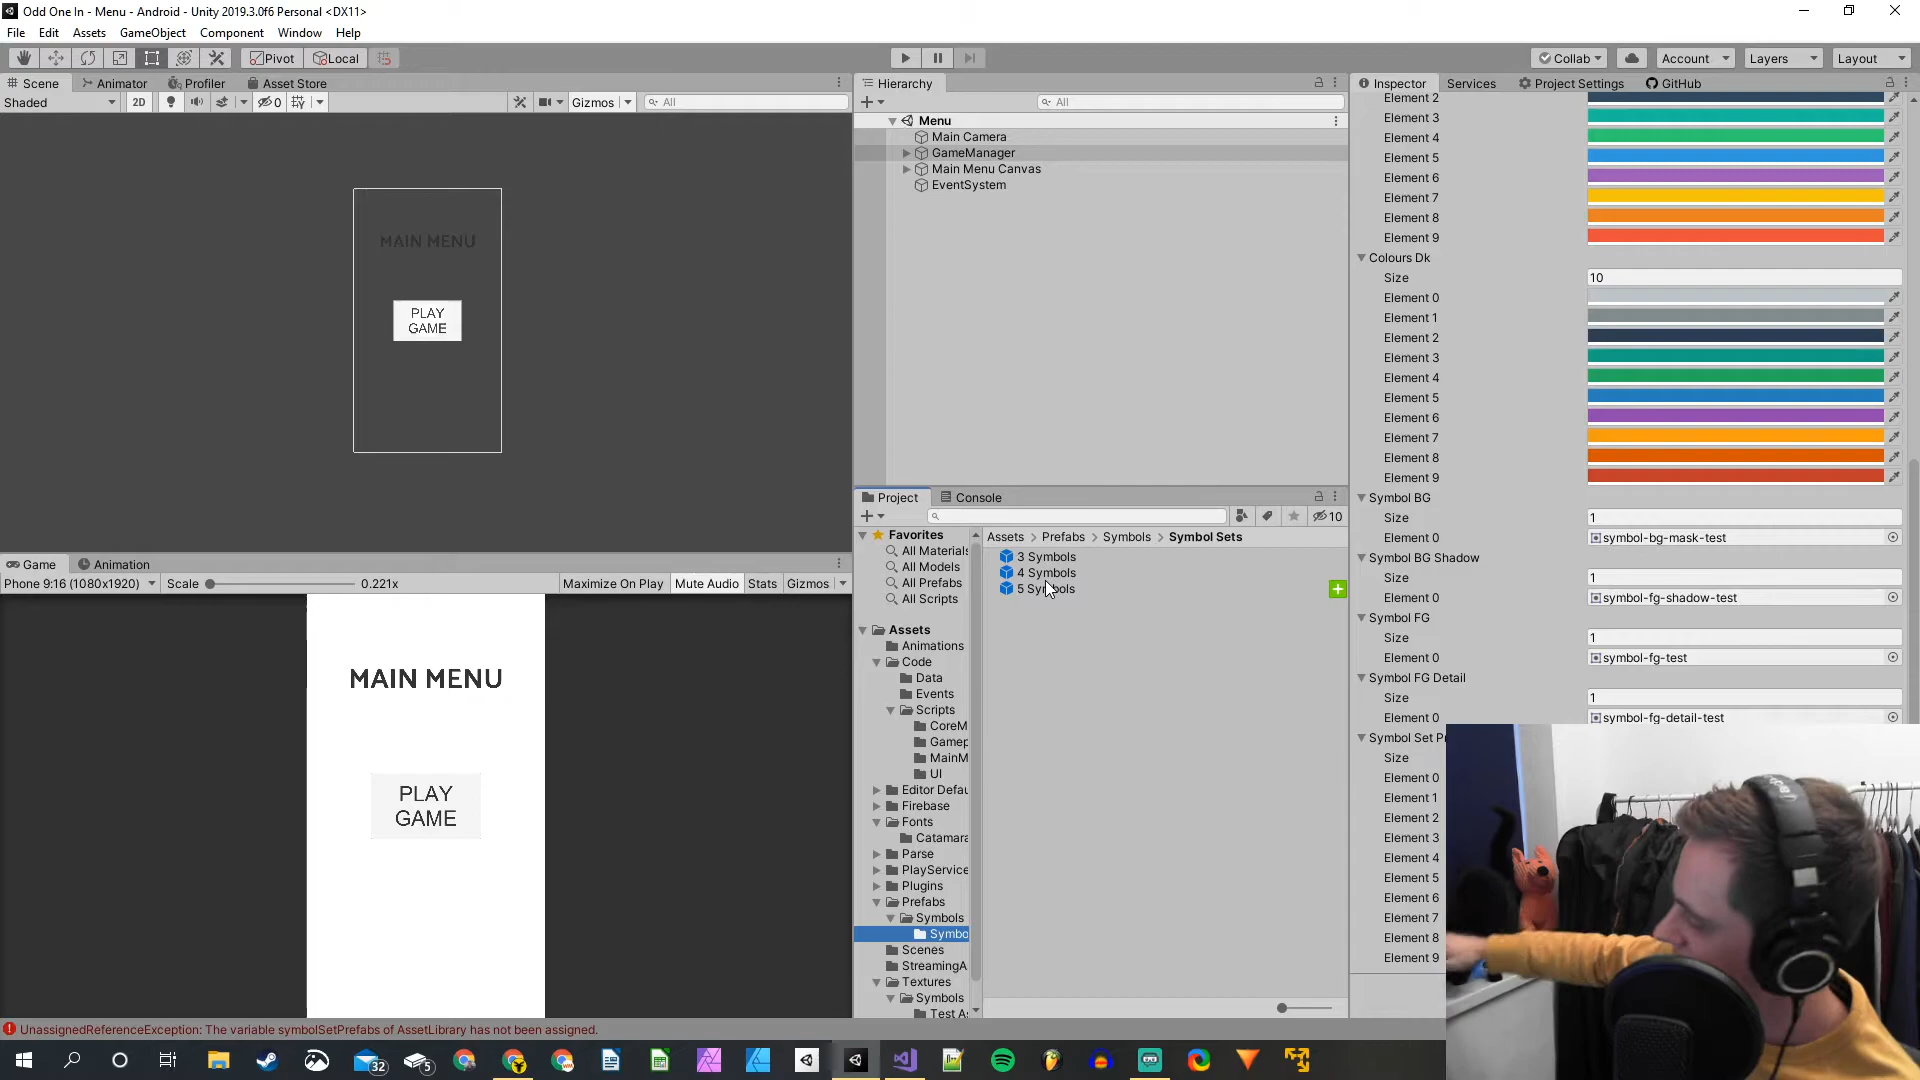 Odd One In - Menu - Android - Unity 2019.3.0f6 Personal <DX11>
File Edit Assets GameObject Component Window Help
Pivot Local Collab Account Layers Layout
Scene Animator Profiler Asset Store
Shaded 2D 0 Gizmos All
MAIN MENU
PLAY
GAME
Game Animation
Phone 9:16 (1080x1920) Scale 0.221x Maximize On Play Mute Audio Stats Gizmos
MAIN MENU
PLAY
GAME
Hierarchy
All
Menu
Main Camera
GameManager
Main Menu Canvas
EventSystem
Project Console
10
Favorites
All Materials
All Models
All Prefabs
All Scripts
Assets
Animations
Code
Data
Events
Scripts
CoreM
Gamep
MainM
UI
Editor Defau
Firebase
Fonts
Catamara
Parse
PlayService
Plugins
Prefabs
Symbols
Symbo
Scenes
StreamingA
Textures
Symbols
Test A
Assets > Prefabs > Symbols > Symbol Sets
3 Symbols
4 Symbols
5 Symbols
Inspector Services Project Settings GitHub
Element 2
Element 3
Element 4
Element 5
Element 6
Element 7
Element 8
Element 9
Colours Dk
Size 10
Element 0
Element 1
Element 2
Element 3
Element 4
Element 5
Element 6
Element 7
Element 8
Element 9
Symbol BG
Size 1
Element 0 symbol-bg-mask-test
Symbol BG Shadow
Size 1
Element 0 symbol-fg-shadow-test
Symbol FG
Size 1
Element 0 symbol-fg-test
Symbol FG Detail
Size 1
Element 0 symbol-fg-detail-test
Symbol Set P
Size
Element 0
Element 1
Element 2
Element 3
Element 4
Element 5
Element 6
Element 7
Element 8
Element 9
UnassignedReferenceException: The variable symbolSetPrefabs of AssetLibrary has not been assigned.
32
5